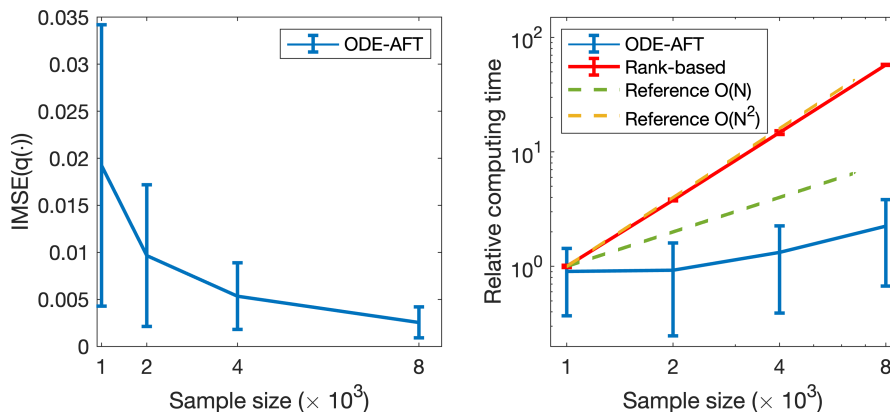 ODE-AFT
0.035
0.03
0.025
0.02
0.015
0.01
0.005
0
IMSE(q(·))
1 2 4 8
Sample size (× 10³)
ODE-AFT
Rank-based
Reference O(N)
Reference O(N²)
10²
10¹
10⁰
Relative computing time
1 2 4 8
Sample size (× 10³)